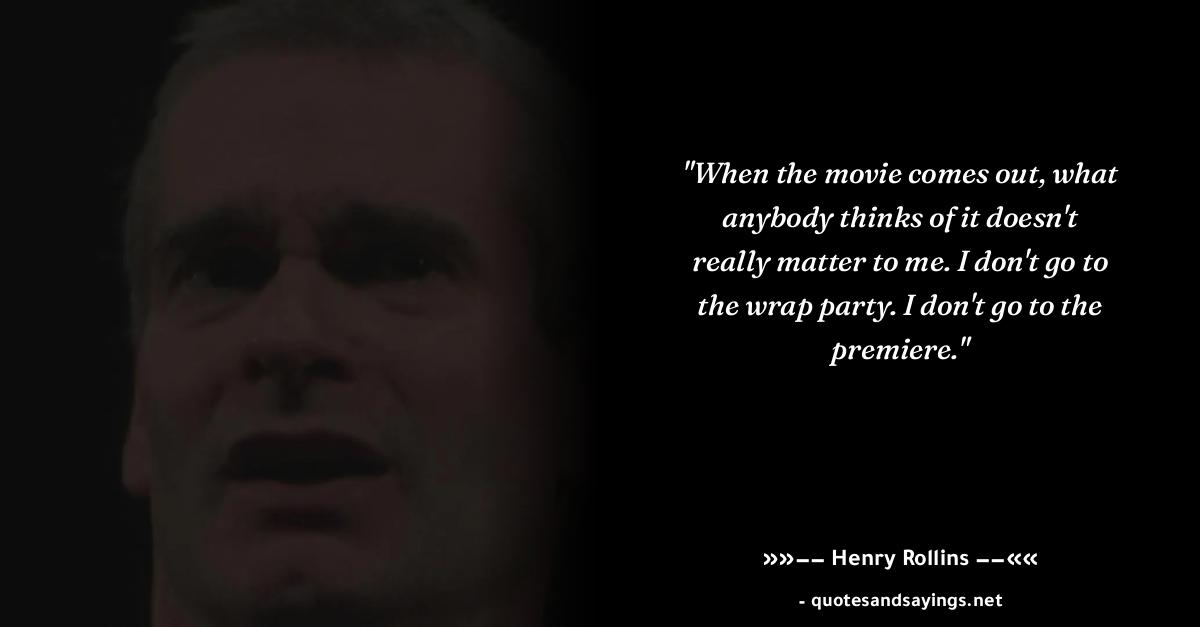 "When the movie comes out, what
anybody thinks of it doesn't
really matter to me. I don't go to
the wrap party. I don't go to the
premiere."
»»–– Henry Rollins ––««
- quotesandsayings.net